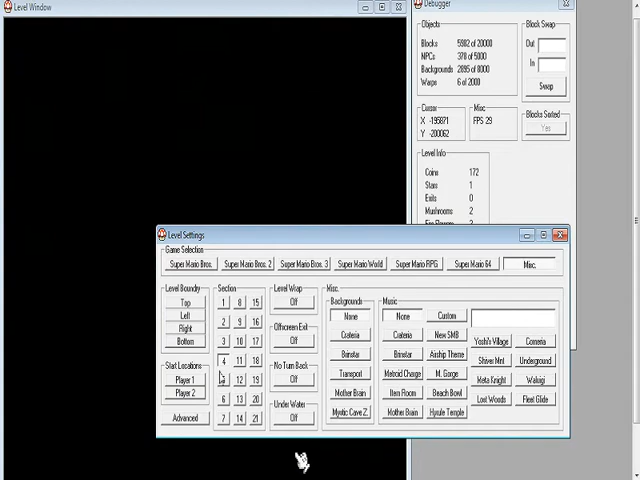 Level Window
Debugger
Objects
Blocks 5982 of 20000
NPCs 378 of 5000
Backgrounds 2895 of 8000
Warps 6 of 2000
Block Swap
Out
In
Swap
Cursor
X -195871
Y -200062
Misc
FPS 29
Blocks Sorted
Yes
Level Info
Coins 172
Stars 1
Exits 0
Mushrooms 2
Level Settings
Game Selection
Super Mario Bros. Super Mario Bros. 2 Super Mario Bros. 3 Super Mario World Super Mario RPG Super Mario 64 Misc.
Level Boundry
Top
Left
Right
Bottom
Start Locations
Player 1
Player 2
Advanced
Section
1 8 15
2 9 16
3 10 17
4 11 18
5 12 19
6 13 20
7 14 21
Level Wrap
Off
Offscreen Exit
Off
No Turn Back
Off
Under Water
Off
Misc.
Backgrounds
None
Crateria
Brinstar
Transport
Mother Brain
Mystic Cave Z.
Music
None Custom
Crateria New SMB
Brinstar Airship Theme
Metroid Charge M. Gorge
Item Room Beach Bowl
Mother Brain Hyrule Temple
Yoshi's Village Corneria
Shiver Mnt Underground
Meta Knight Waluigi
Lost Woods Fleet Glide